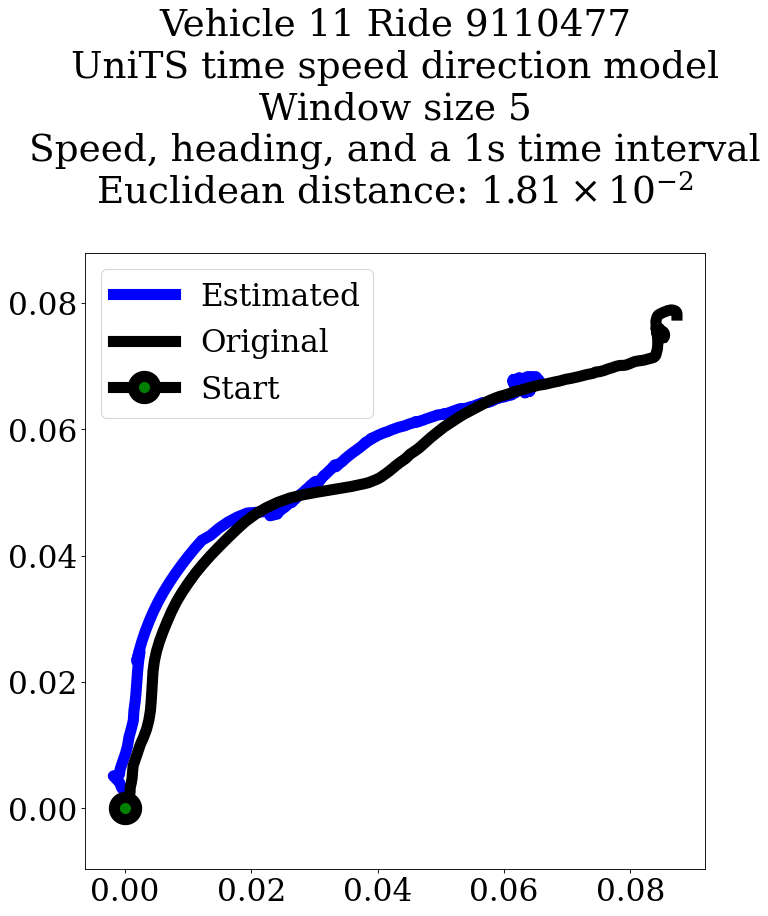 Vehicle 11 Ride 9110477
UniTS time speed direction model
Window size 5
Speed, heading, and a 1s time interval
Euclidean distance: 1.81 × 10⁻²
Estimated
Original
Start
0.08
0.06
0.04
0.02
0.00
0.00 0.02 0.04 0.06 0.08